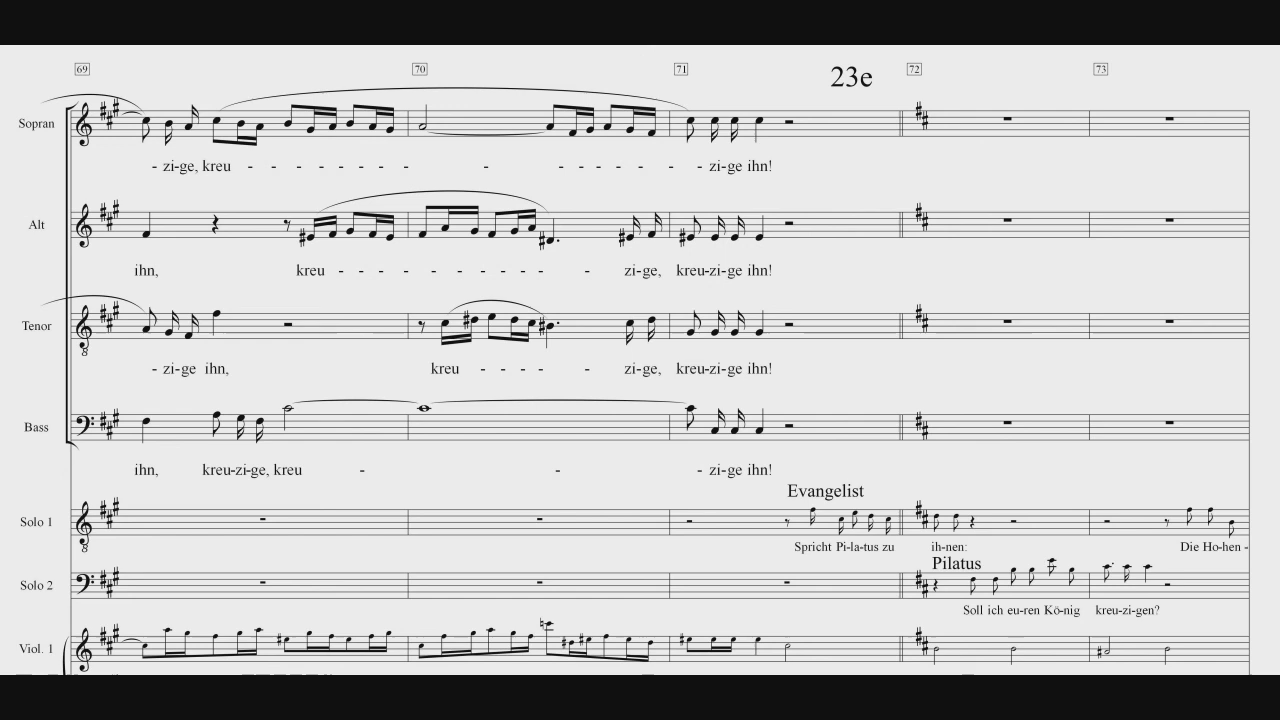 69 70 71 23e 72 73
Sopran
- zi-ge, kreu - - - - - - - - - - - - - zi-ge ihn!
Alt
ihn, kreu - - - - - - - - - - - zi-ge, kreu-zi-ge ihn!
Tenor
- zi-ge ihn, kreu - - - - - zi-ge, kreu-zi-ge ihn!
Bass
ihn, kreu-zi-ge, kreu - - - zi-ge ihn!
Evangelist
Solo 1
Spricht Pi-la-tus zu ih-nen: Die Ho-hen -
Pilatus
Solo 2
Soll ich eu-ren Kö-nig kreu-zi-gen?
Viol. 1